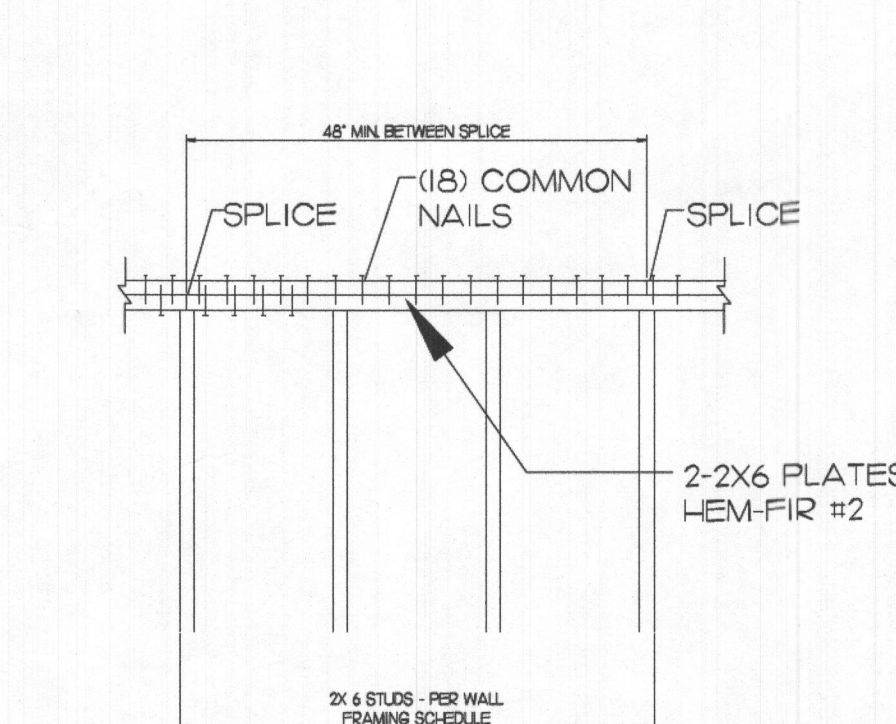 48" MIN. BETWEEN SPLICE
(18) COMMON
NAILS
SPLICE
SPLICE
2-2X6 PLATES
HEM-FIR #2
2X 6 STUDS - PER WALL
FRAMING SCHEDULE